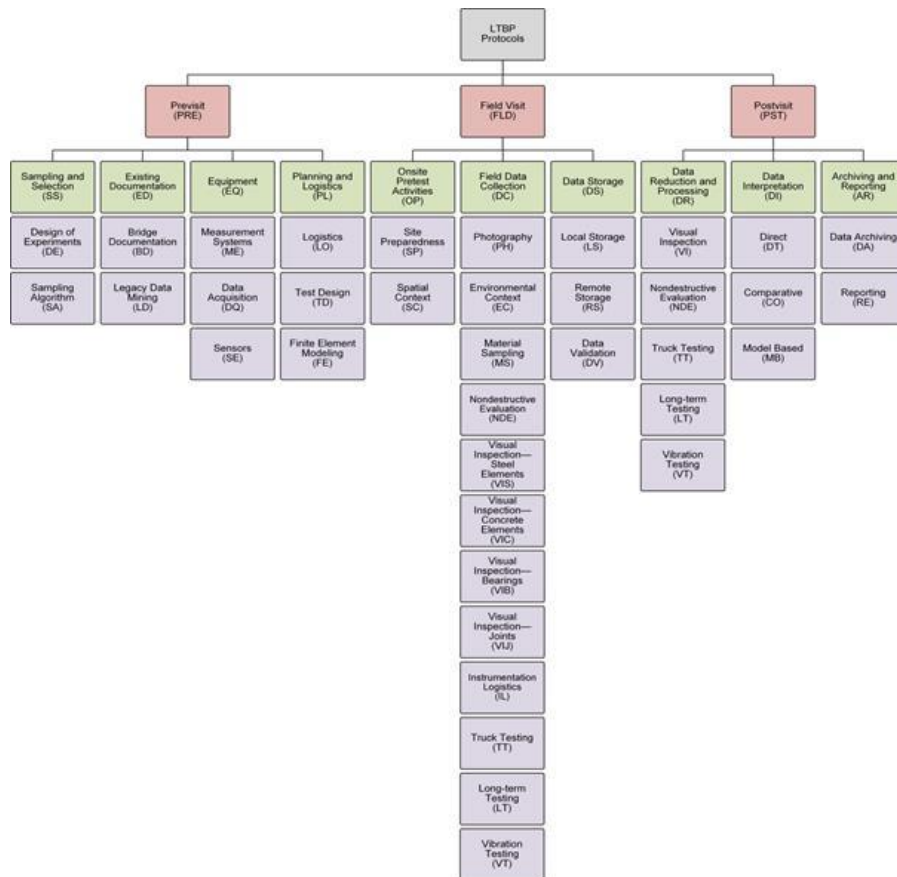 LTBP
Protocols
Previsit
(PRE)
Field Visit
(FLD)
Postvisit
(PST)
Sampling and
Selection
(SS)
Existing
Documentation
(ED)
Equipment
(EQ)
Planning and
Logistics
(PL)
Onsite
Pretest
Activities
(OP)
Field Data
Collection
(DC)
Data Storage
(DS)
Data
Reduction and
Processing
(DR)
Data
Interpretation
(DI)
Archiving and
Reporting
(AR)
Design of
Experiments
(DE)
Bridge
Documentation
(BD)
Measurement
Systems
(ME)
Logistics
(LO)
Site
Preparedness
(SP)
Photography
(PH)
Local Storage
(LS)
Visual
Inspection
(VI)
Direct
(DT)
Data Archiving
(DA)
Sampling
Algorithm
(SA)
Legacy Data
Mining
(LD)
Data
Acquisition
(DQ)
Test Design
(TD)
Spatial
Context
(SC)
Environmental
Context
(EC)
Remote
Storage
(RS)
Nondestructive
Evaluation
(NDE)
Comparative
(CO)
Reporting
(RE)
Sensors
(SE)
Finite Element
Modeling
(FE)
Material
Sampling
(MS)
Data
Validation
(DV)
Truck Testing
(TT)
Model Based
(MB)
Nondestructive
Evaluation
(NDE)
Long-term
Testing
(LT)
Visual
Inspection—
Steel Elements
(VIS)
Vibration
Testing
(VT)
Visual
Inspection—
Concrete
Elements
(VIC)
Visual
Inspection—
Bearings
(VIB)
Visual
Inspection—
Joints
(VIJ)
Instrumentation
Logistics
(IL)
Truck Testing
(TT)
Long-term
Testing
(LT)
Vibration
Testing
(VT)